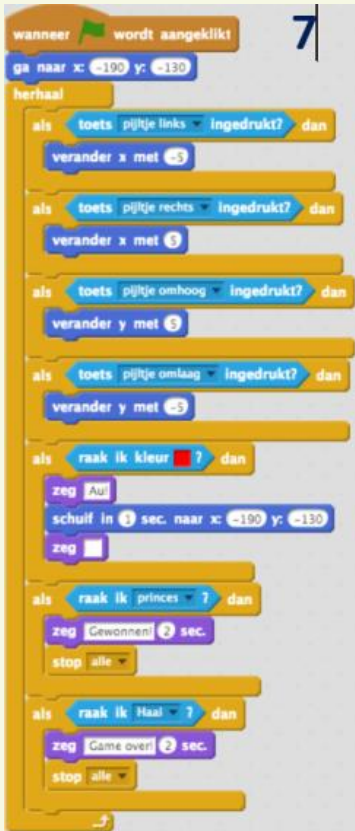 wanneer wordt aangeklikt
7
ga naar x: -190 y: -130
herhaal
als toets pijltje links ingedrukt? dan
verander x met -5
als toets pijltje rechts ingedrukt? dan
verander x met 5
als toets pijltje omhoog ingedrukt? dan
verander y met 5
als toets pijltje omlaag ingedrukt? dan
verander y met -5
als raak ik kleur ? dan
zeg Au!
schuif in 1 sec. naar x: -190 y: -130
zeg
als raak ik princes ? dan
zeg Gewonnen! 2 sec.
stop alle
als raak ik Haai ? dan
zeg Game over! 2 sec.
stop alle